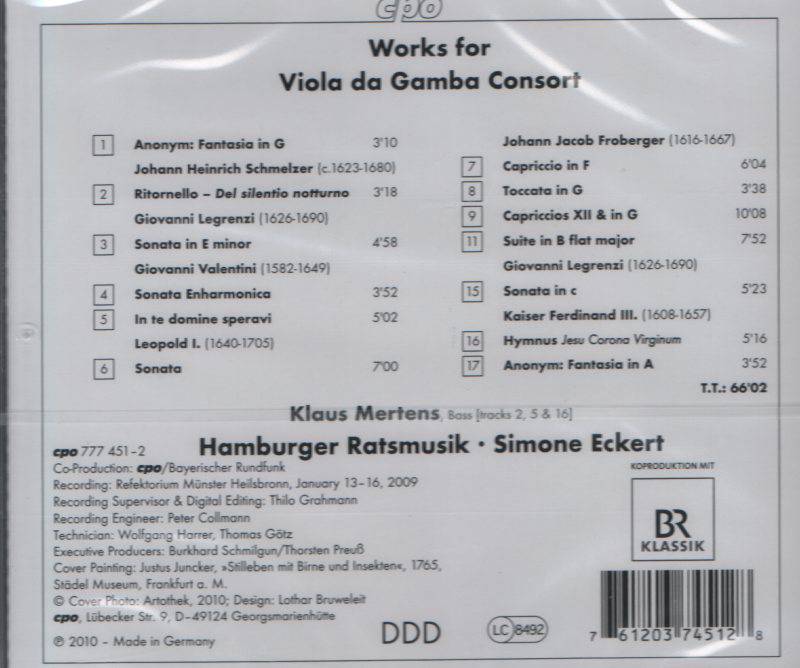 cpo
Works for
Viola da Gamba Consort
1 Anonym: Fantasia in G 3'10
Johann Heinrich Schmelzer (c.1623-1680)
2 Ritornello – Del silentio notturno 3'18
Giovanni Legrenzi (1626-1690)
3 Sonata in E minor 4'58
Giovanni Valentini (1582-1649)
4 Sonata Enharmonica 3'52
5 In te domine speravi 5'02
Leopold I. (1640-1705)
6 Sonata 7'00
Johann Jacob Froberger (1616-1667)
7 Capriccio in F 6'04
8 Toccata in G 3'38
9 Capriccios XII & in G 10'08
11 Suite in B flat major 7'52
Giovanni Legrenzi (1626-1690)
15 Sonata in c 5'23
Kaiser Ferdinand III. (1608-1657)
16 Hymnus Jesu Corona Virginum 5'16
17 Anonym: Fantasia in A 3'52
T.T.: 66'02
Klaus Mertens, Bass [tracks 2, 5 & 16]
Hamburger Ratsmusik · Simone Eckert
cpo 777 451-2
Co-Production: cpo/Bayerischer Rundfunk
Recording: Refektorium Münster Heilsbronn, January 13-16, 2009
Recording Supervisor & Digital Editing: Thilo Grahmann
Recording Engineer: Peter Collmann
Technician: Wolfgang Harrer, Thomas Götz
Executive Producers: Burkhard Schmilgun/Thorsten Preuß
Cover Painting: Justus Juncker, »Stilleben mit Birne und Insekten«, 1765,
Städel Museum, Frankfurt a. M.
© Cover Photo: Artothek, 2010; Design: Lothar Bruweleit
cpo, Lübecker Str. 9, D-49124 Georgsmarienhütte
℗ 2010 - Made in Germany
DDD
LC 8492
KOPRODUKTION MIT
BR
KLASSIK
7 61203 74512 8